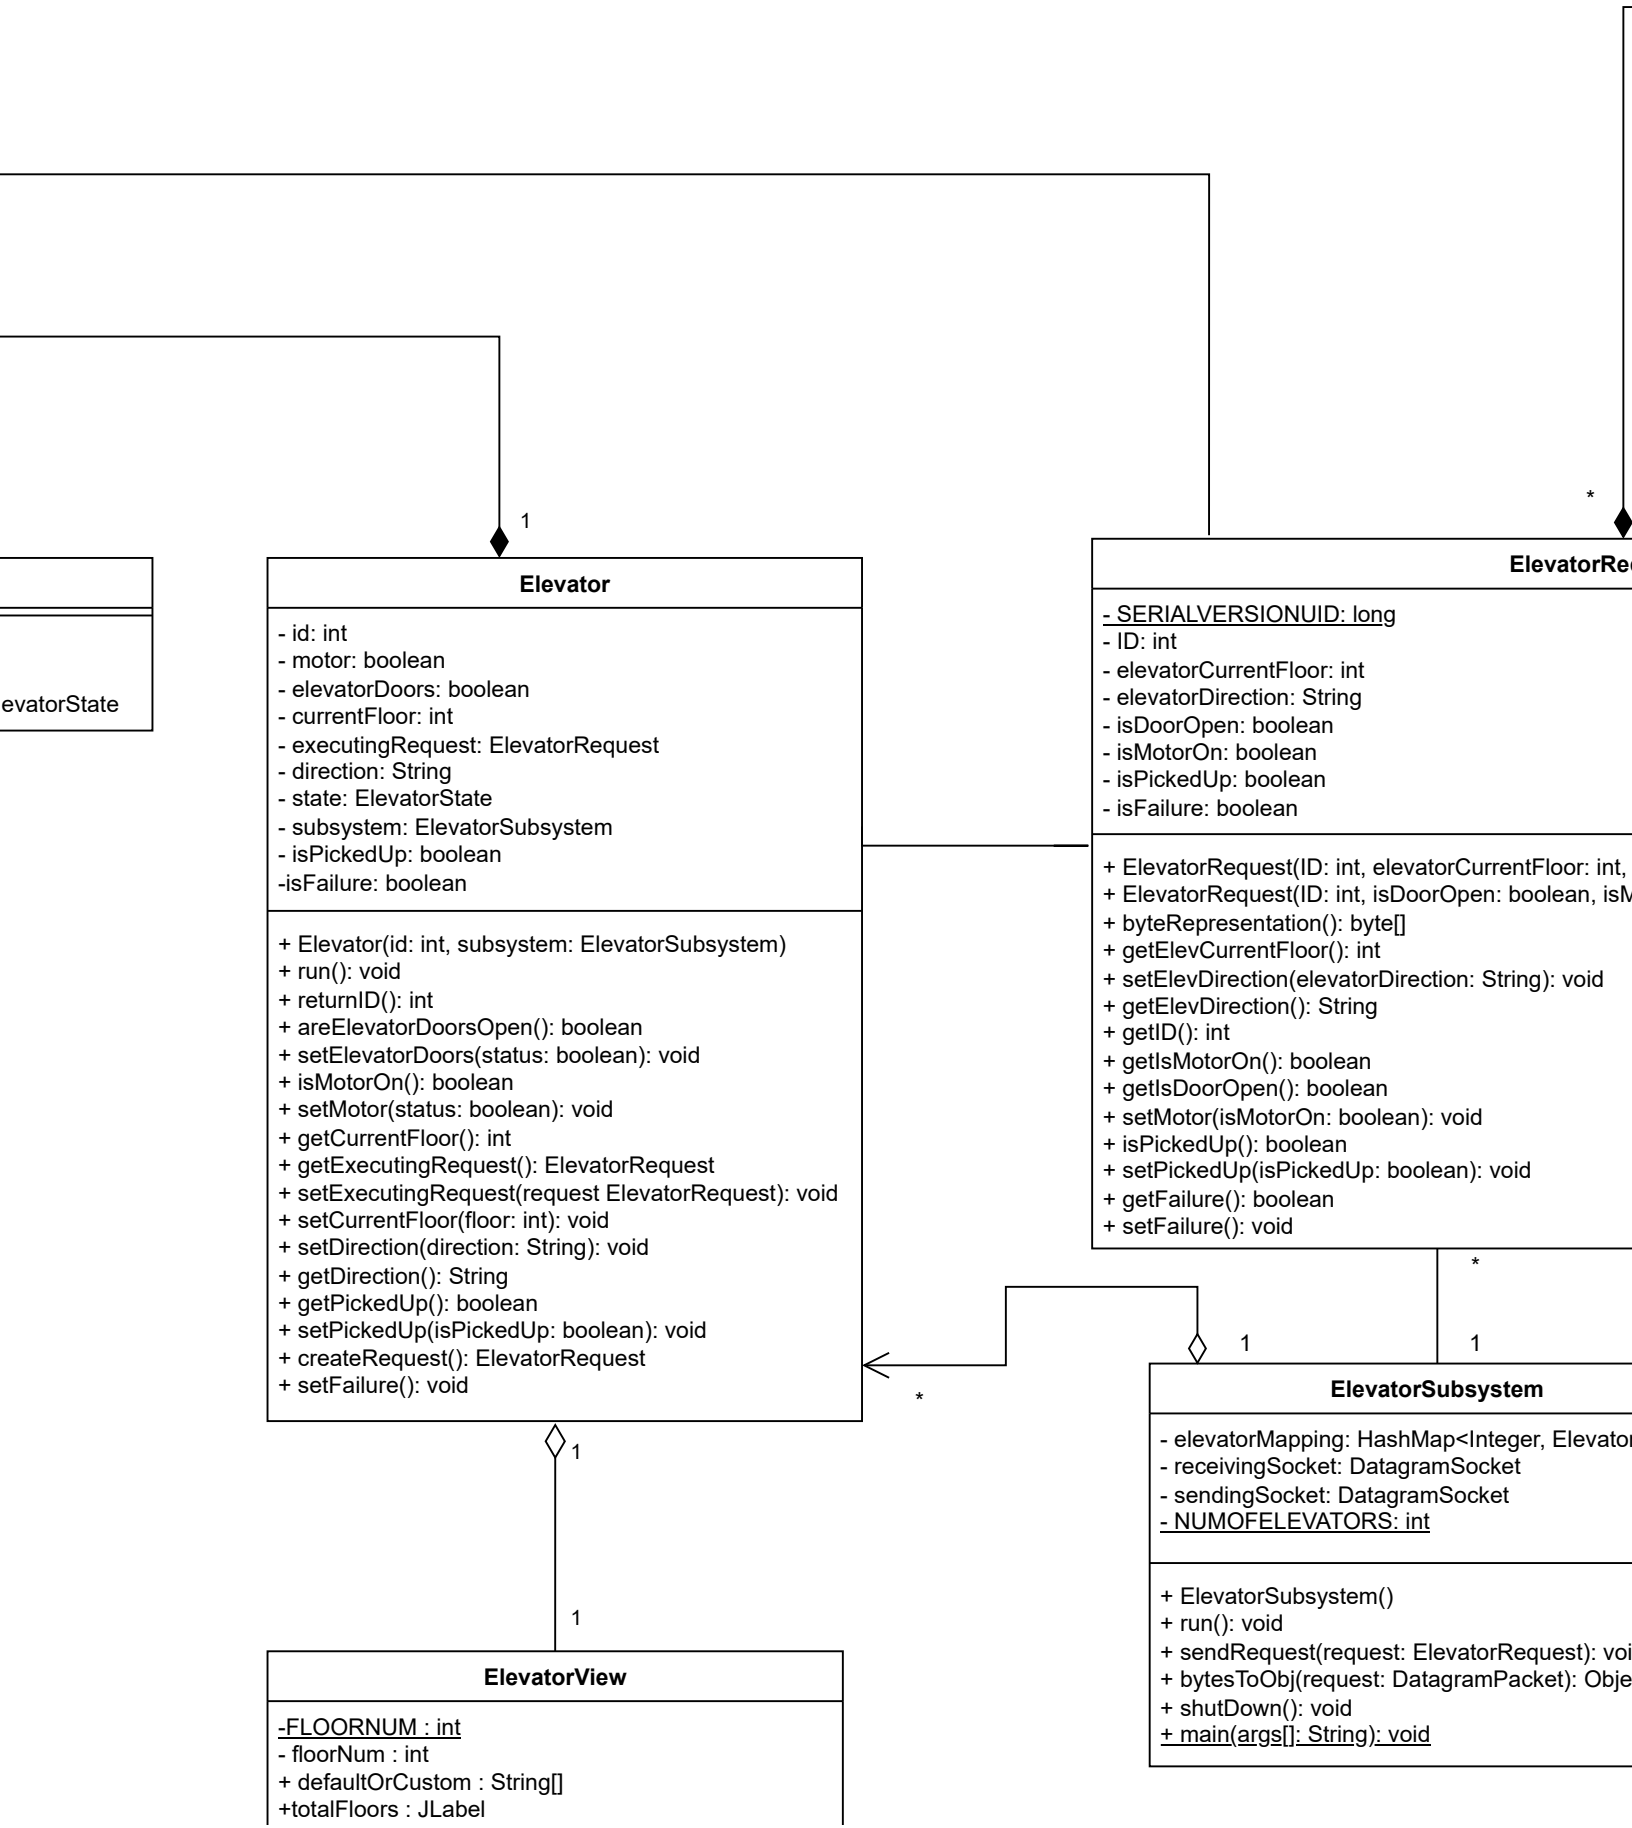 evatorState
1
Elevator
- id: int
- motor: boolean
- elevatorDoors: boolean
- currentFloor: int
- executingRequest: ElevatorRequest
- direction: String
- state: ElevatorState
- subsystem: ElevatorSubsystem
- isPickedUp: boolean
-isFailure: boolean
+ Elevator(id: int, subsystem: ElevatorSubsystem)
+ run(): void
+ returnID(): int
+ areElevatorDoorsOpen(): boolean
+ setElevatorDoors(status: boolean): void
+ isMotorOn(): boolean
+ setMotor(status: boolean): void
+ getCurrentFloor(): int
+ getExecutingRequest(): ElevatorRequest
+ setExecutingRequest(request ElevatorRequest): void
+ setCurrentFloor(floor: int): void
+ setDirection(direction: String): void
+ getDirection(): String
+ getPickedUp(): boolean
+ setPickedUp(isPickedUp: boolean): void
+ createRequest(): ElevatorRequest
+ setFailure(): void
*
ElevatorRe
- SERIALVERSIONUID: long
- ID: int
- elevatorCurrentFloor: int
- elevatorDirection: String
- isDoorOpen: boolean
- isMotorOn: boolean
- isPickedUp: boolean
- isFailure: boolean
+ ElevatorRequest(ID: int, elevatorCurrentFloor: int,
+ ElevatorRequest(ID: int, isDoorOpen: boolean, isM
+ byteRepresentation(): byte[]
+ getElevCurrentFloor(): int
+ setElevDirection(elevatorDirection: String): void
+ getElevDirection(): String
+ getID(): int
+ getIsMotorOn(): boolean
+ getIsDoorOpen(): boolean
+ setMotor(isMotorOn: boolean): void
+ isPickedUp(): boolean
+ setPickedUp(isPickedUp: boolean): void
+ getFailure(): boolean
+ setFailure(): void
*
1
1
*
ElevatorSubsystem
- elevatorMapping: HashMap<Integer, Elevator
- receivingSocket: DatagramSocket
- sendingSocket: DatagramSocket
- NUMOFELEVATORS: int
+ ElevatorSubsystem()
+ run(): void
+ sendRequest(request: ElevatorRequest): voi
+ bytesToObj(request: DatagramPacket): Obje
+ shutDown(): void
+ main(args[]: String): void
1
1
ElevatorView
-FLOORNUM : int
- floorNum : int
+ defaultOrCustom : String[]
+totalFloors : JLabel